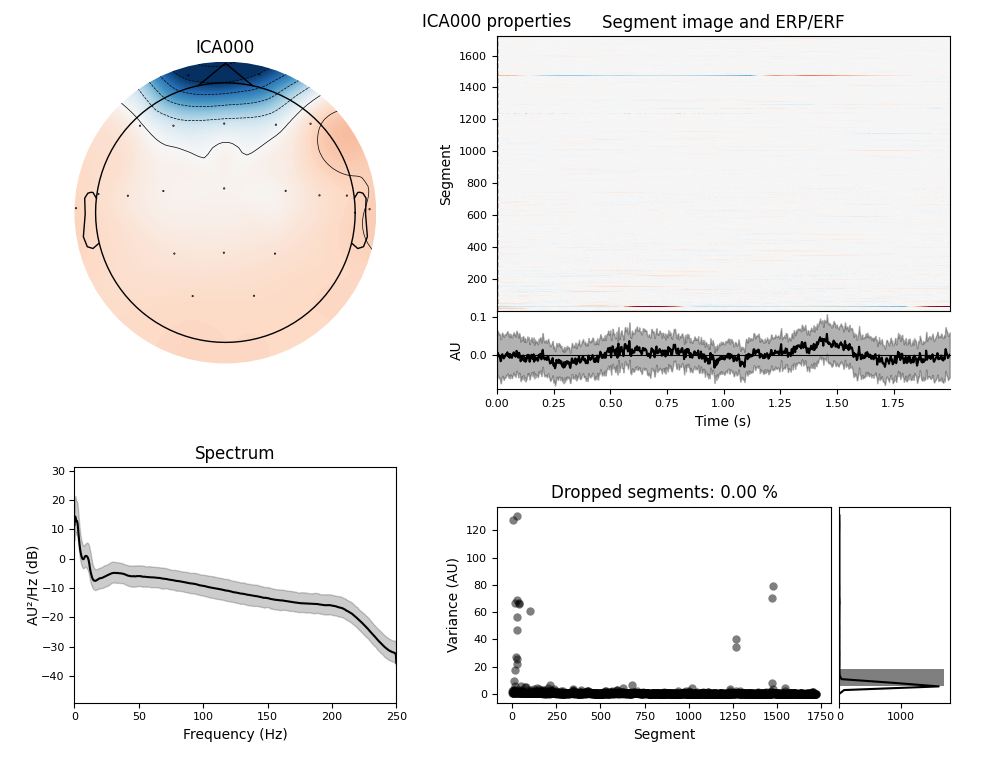 ICA000 properties
ICA000
Segment image and ERP/ERF
Segment
1600
1400
1200
1000
800
600
400
200
AU
0.1
0.0
0.00 0.25 0.50 0.75 1.00 1.25 1.50 1.75
Time (s)
Spectrum
AU²/Hz (dB)
30
20
10
0
−10
−20
−30
−40
0 50 100 150 200 250
Frequency (Hz)
Dropped segments: 0.00 %
Variance (AU)
120
100
80
60
40
20
0
0 250 500 750 1000 1250 1500 1750
Segment
0 1000